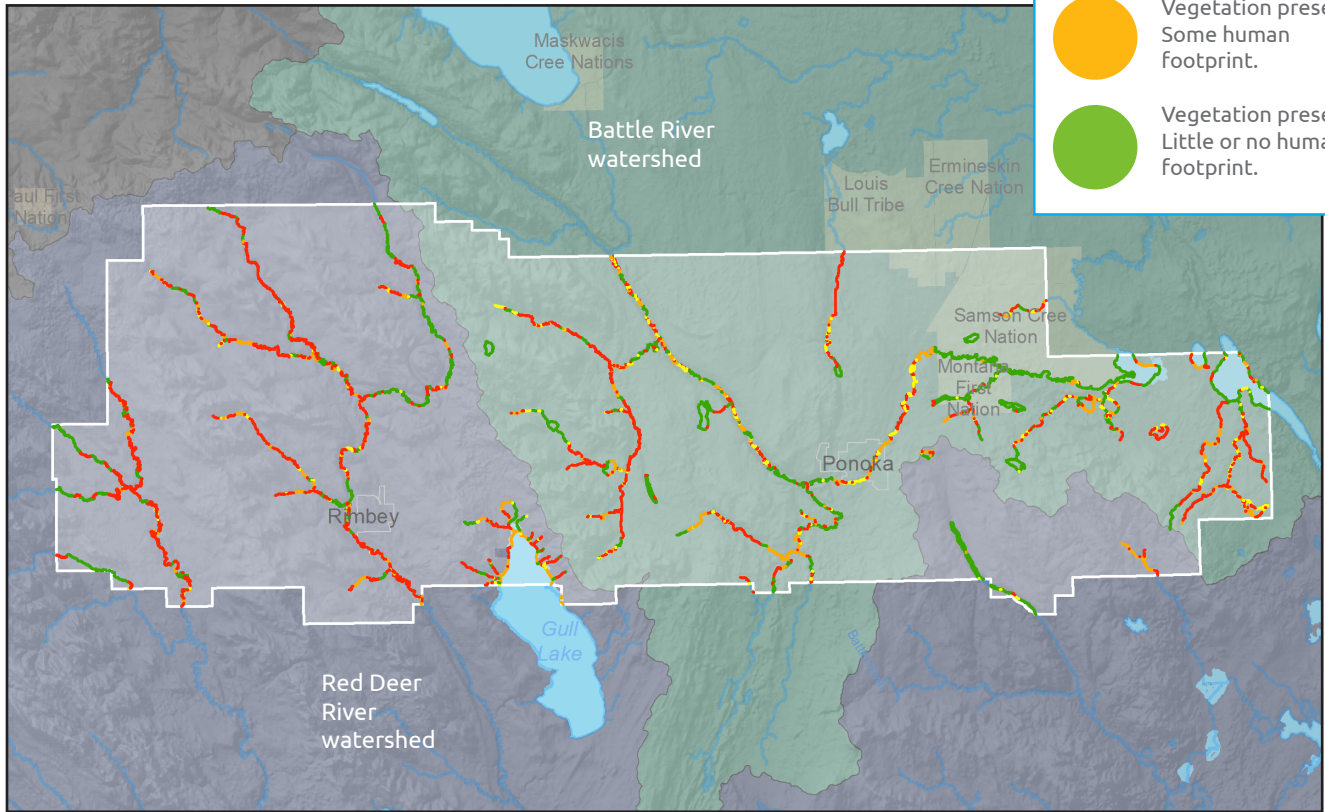 Vegetation prese
Some human
footprint.
Vegetation prese
Little or no huma
footprint.
Maskwacis
Cree Nations
Battle River
watershed
Ermineskin
Cree Nation
Louis
Bull Tribe
aul First
Nation
Samson Cree
Nation
Montana
First
Nation
Ponoka
Rimbey
Gull
Lake
Red Deer
River
watershed
Battle